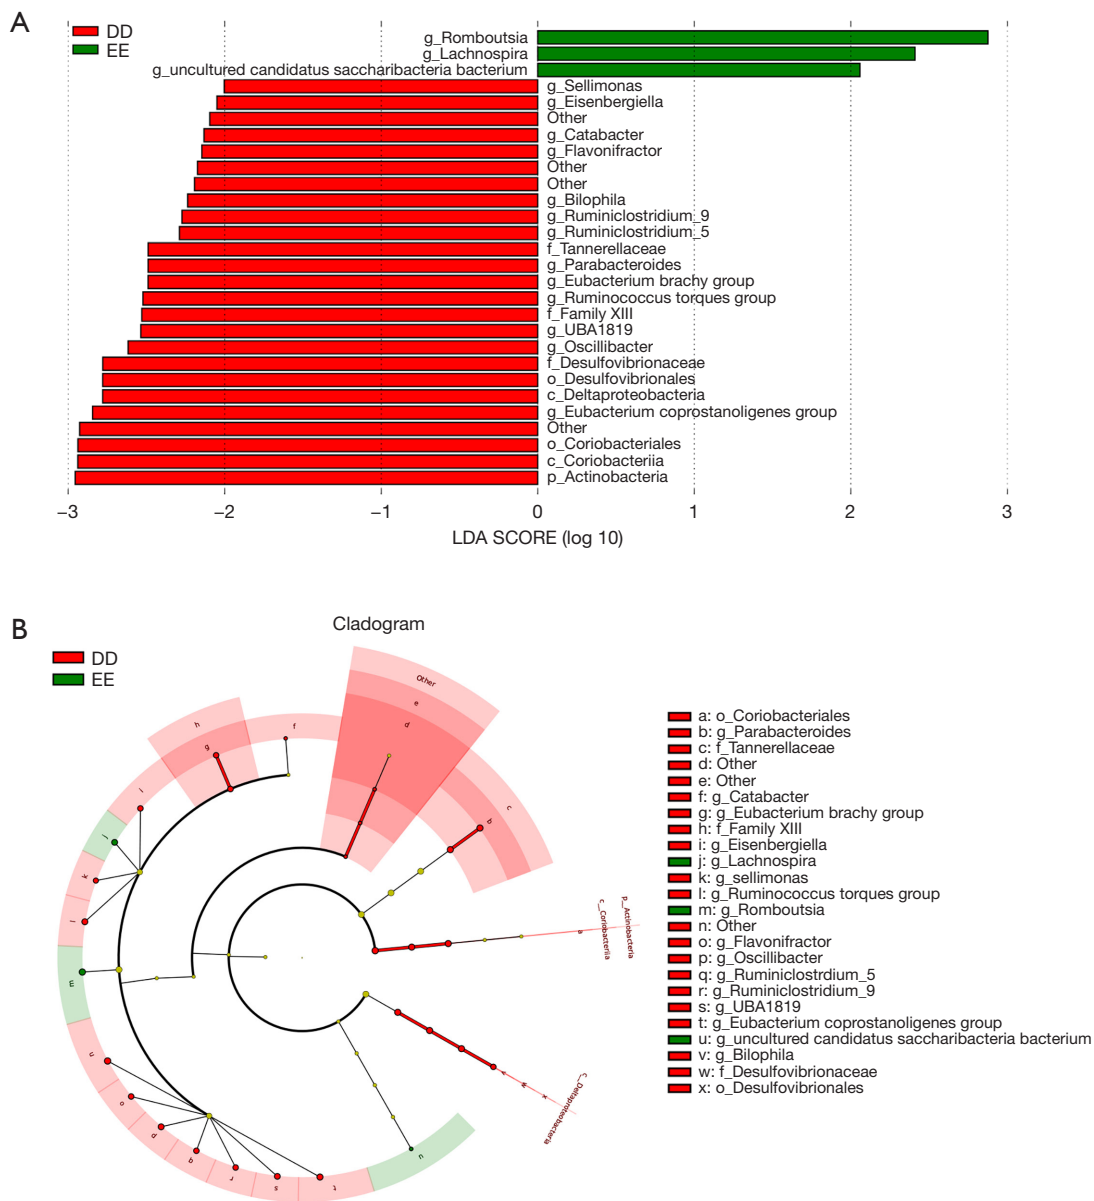 A
DD
EE
g_Romboutsia
g_Lachnospira
g_uncultured candidatus saccharibacteria bacterium
g_Sellimonas
g_Eisenbergiella
Other
g_Catabacter
g_Flavonifractor
Other
Other
g_Bilophila
g_Ruminiclostridium_9
g_Ruminiclostridium_5
f_Tannerellaceae
g_Parabacteroides
g_Eubacterium brachy group
g_Ruminococcus torques group
f_Family XIII
g_UBA1819
g_Oscillibacter
f_Desulfovibrionaceae
o_Desulfovibrionales
c_Deltaproteobacteria
g_Eubacterium coprostanoligenes group
Other
o_Coriobacteriales
c_Coriobacteriia
p_Actinobacteria
−3 −2 −1 0 1 2 3
LDA SCORE (log 10)
B
Cladogram
DD
EE
Other
e
d
f
h
g
c
b
l
j
k
l
m
n
o
p
q
r
s
t
u
p__Actinobacteria
c__Coriobacteriia
a
v
w
x
c__Deltaproteobacteria
a: o_Coriobacteriales
b: g_Parabacteroides
c: f_Tannerellaceae
d: Other
e: Other
f: g_Catabacter
g: g_Eubacterium brachy group
h: f_Family XIII
i: g_Eisenbergiella
j: g_Lachnospira
k: g_sellimonas
l: g_Ruminococcus torques group
m: g_Romboutsia
n: Other
o: g_Flavonifractor
p: g_Oscillibacter
q: g_Ruminiclostrdium_5
r: g_Ruminiclostridium_9
s: g_UBA1819
t: g_Eubacterium coprostanoligenes group
u: g_uncultured candidatus saccharibacteria bacterium
v: g_Bilophila
w: f_Desulfovibrionaceae
x: o_Desulfovibrionales